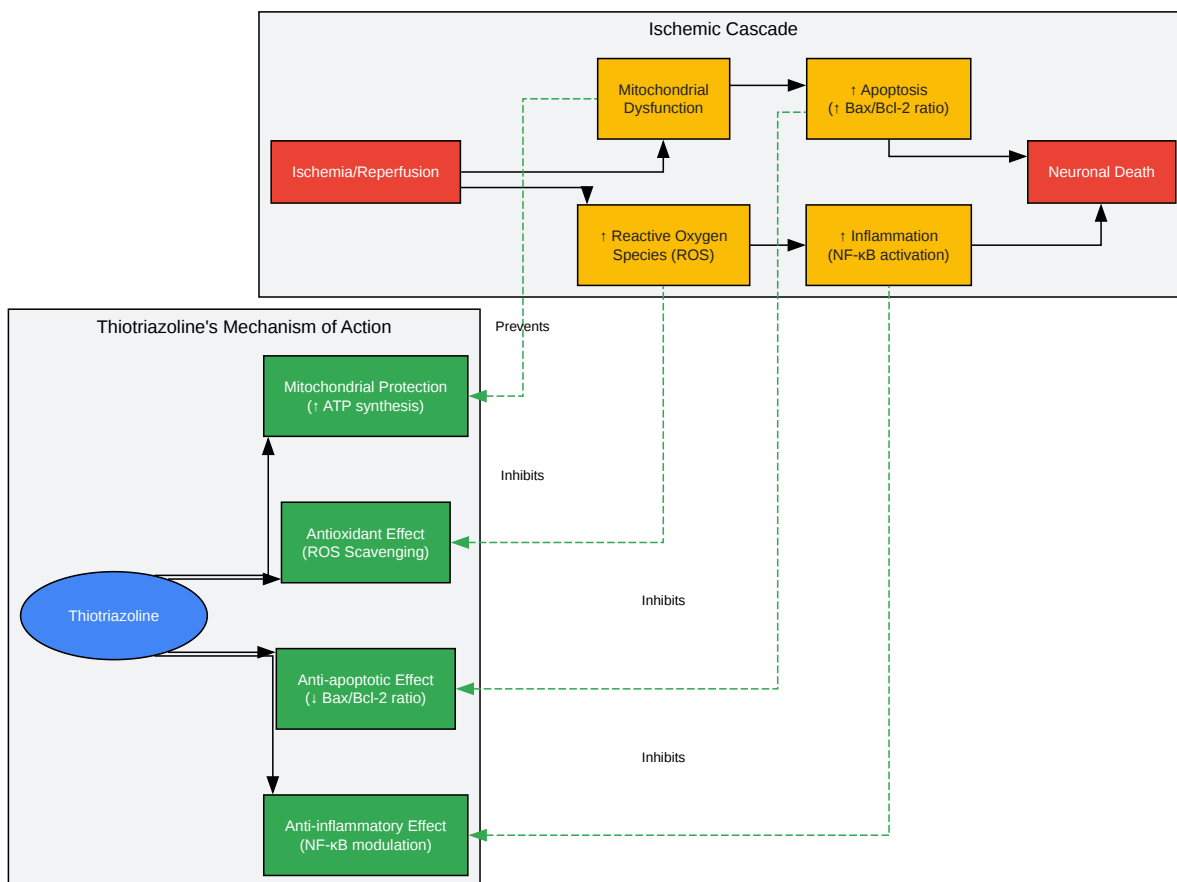 Ischemic Cascade
Mitochondrial
Dysfunction
↑ Apoptosis
(↑ Bax/Bcl-2 ratio)
Ischemia/Reperfusion
Neuronal Death
↑ Reactive Oxygen
Species (ROS)
↑ Inflammation
(NF-κB activation)
Thiotriazoline's Mechanism of Action
Prevents
Mitochondrial Protection
(↑ ATP synthesis)
Inhibits
Antioxidant Effect
(ROS Scavenging)
Inhibits
Thiotriazoline
Anti-apoptotic Effect
(↓ Bax/Bcl-2 ratio)
Inhibits
Anti-inflammatory Effect
(NF-κB modulation)